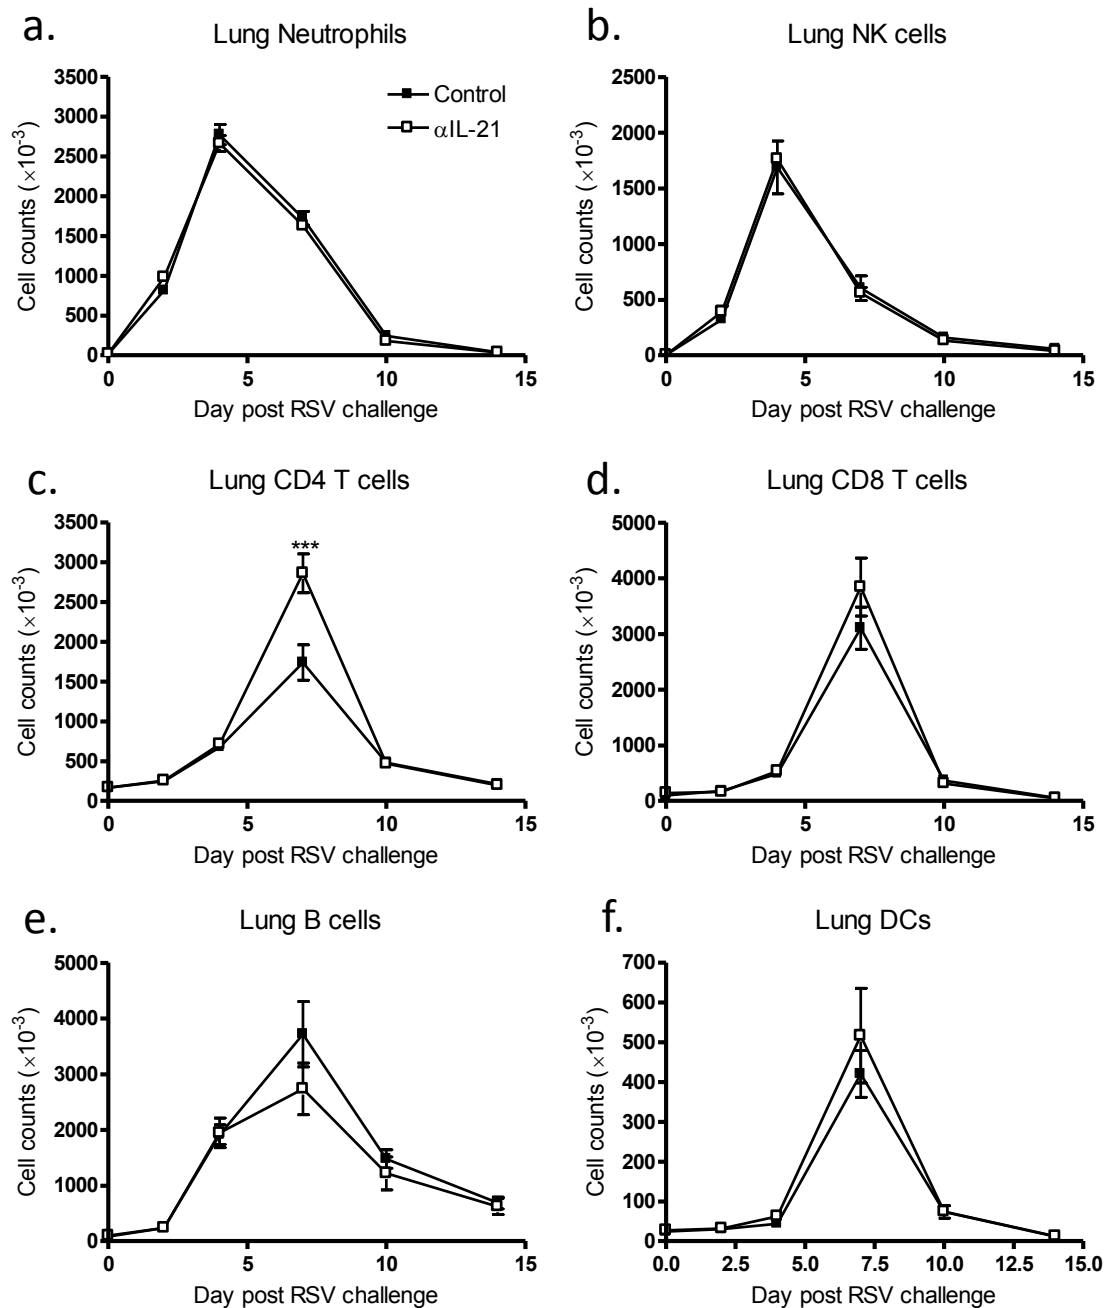 a.
Lung Neutrophils
Cell counts (×10⁻³)
3500
3000
2500
2000
1500
1000
500
0
0 5 10 15
Day post RSV challenge
Control
αIL-21
b.
Lung NK cells
Cell counts (×10⁻³)
2500
2000
1500
1000
500
0
0 5 10 15
Day post RSV challenge
c.
Lung CD4 T cells
Cell counts (×10⁻³)
3500
3000
2500
2000
1500
1000
500
0
***
0 5 10 15
Day post RSV challenge
d.
Lung CD8 T cells
Cell counts (×10⁻³)
5000
4000
3000
2000
1000
0
0 5 10 15
Day post RSV challenge
e.
Lung B cells
Cell counts (×10⁻³)
5000
4000
3000
2000
1000
0
0 5 10 15
Day post RSV challenge
f.
Lung DCs
Cell counts (×10⁻³)
700
600
500
400
300
200
100
0
0.0 2.5 5.0 7.5 10.0 12.5 15.0
Day post RSV challenge